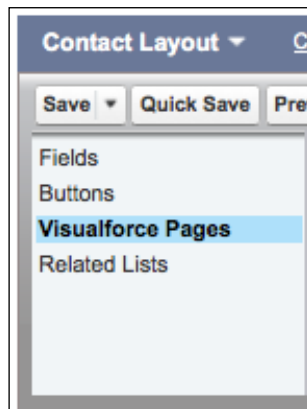 Contact Layout
Save Quick Save
Fields
Buttons
Visualforce Pages
Related Lists